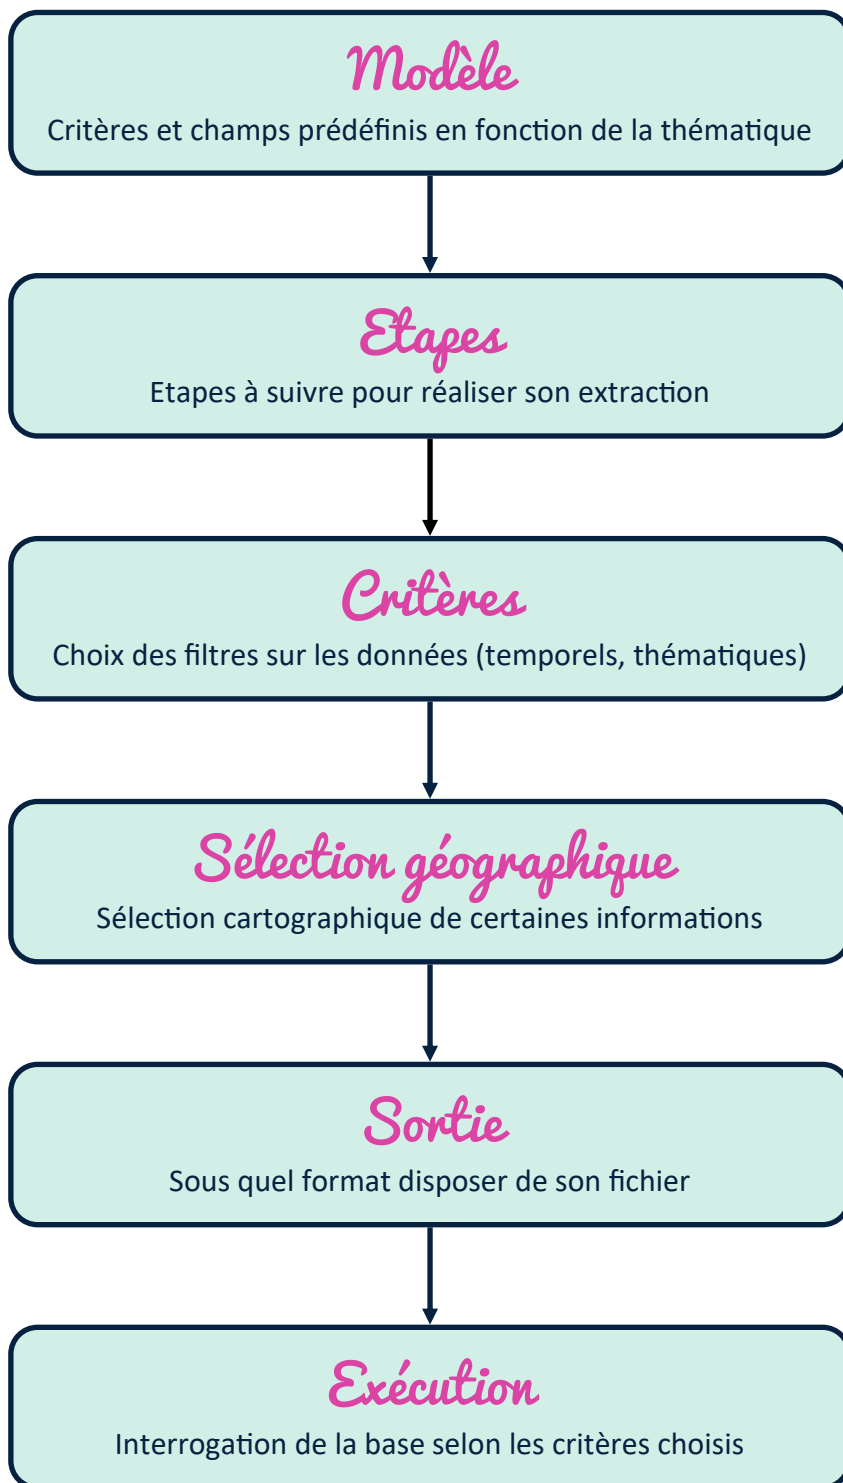 Modèle
Critères et champs prédéfinis en fonction de la thématique
Etapes
Etapes à suivre pour réaliser son extraction
Critères
Choix des filtres sur les données (temporels, thématiques)
Sélection géographique
Sélection cartographique de certaines informations
Sortie
Sous quel format disposer de son fichier
Exécution
Interrogation de la base selon les critères choisis